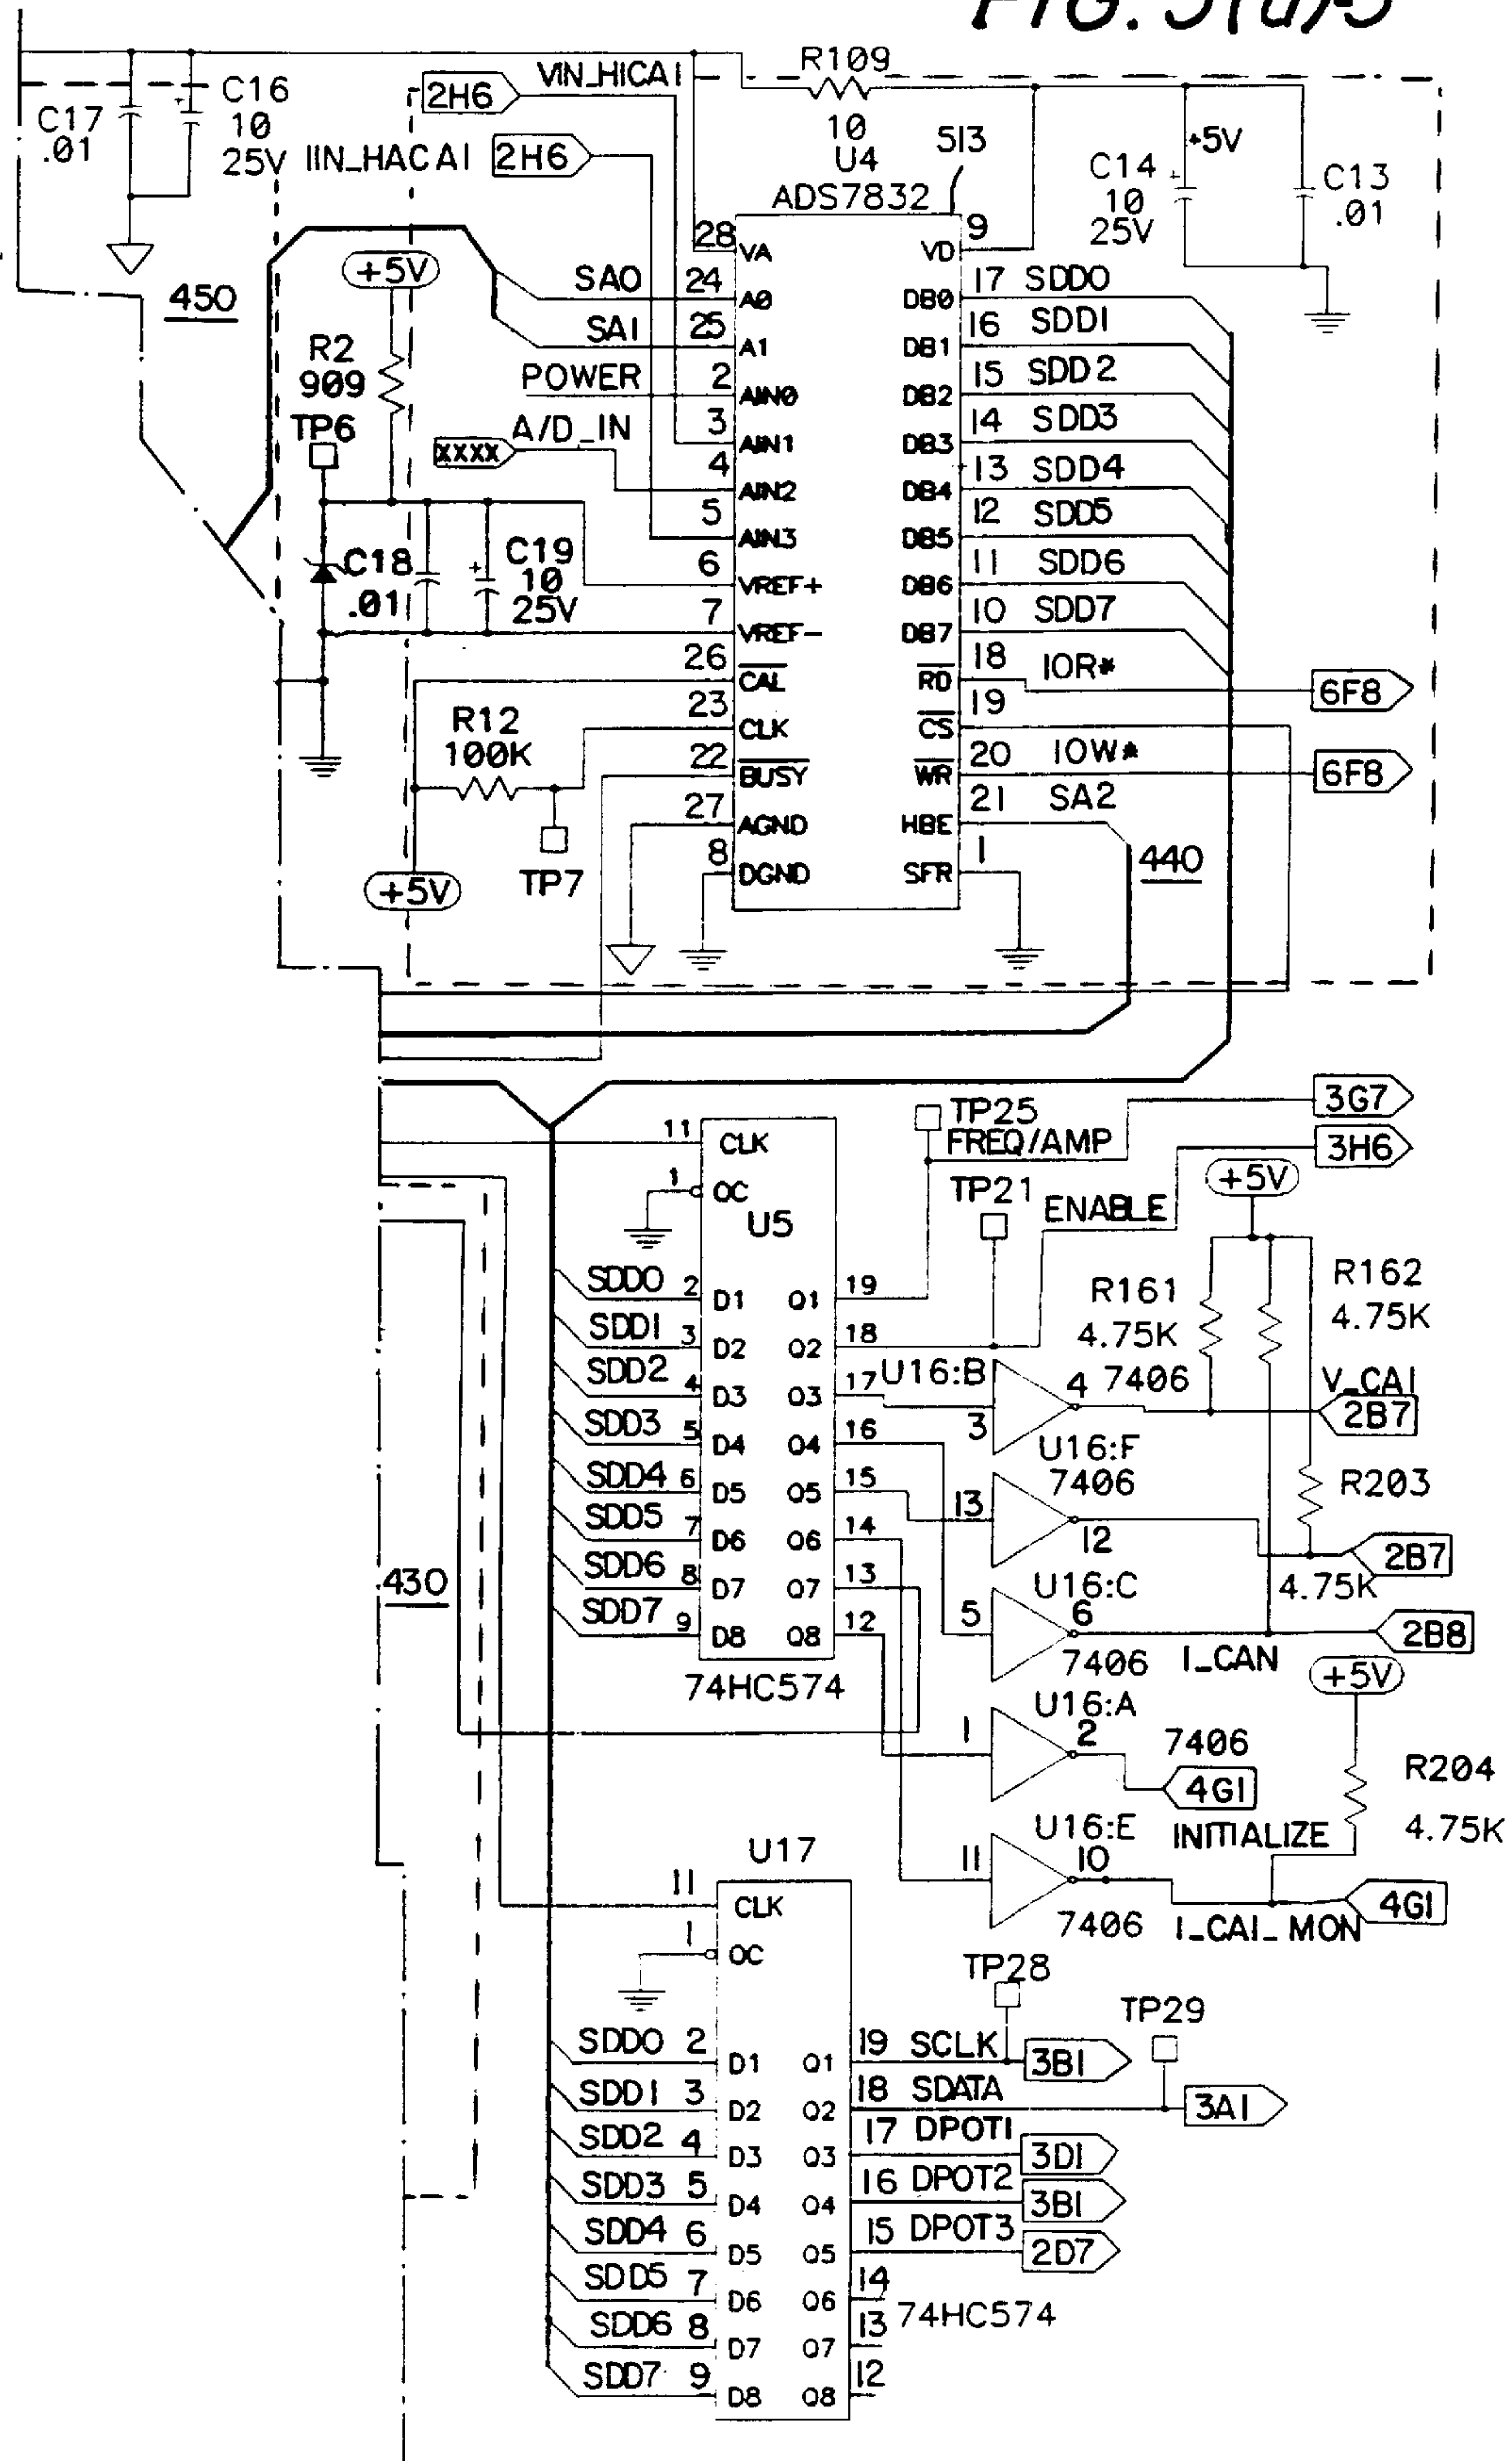 FIG. 5(d)-3
C17
.01
C16
10
25V
2H6
VIN_HICAI
IIN_HACAI
2H6
R109
10
U4
ADS7832
513
C14
10
25V
+5V
C13
.01
450
+5V
R2
909
TP6
C18
.01
C19
10
25V
SA0 24 A0
SA1 25 A1
POWER 2 AIN0
3 AIN1
XXXX A/D_IN
4 AIN2
5 AIN3
6 VREF+
7 VREF-
26 CAL
23 CLK
22 BUSY
27 AGND
8 DGND
28 VA
VD 9
DB0 17 SDD0
DB1 16 SDD1
DB2 15 SDD2
DB3 14 SDD3
DB4 13 SDD4
DB5 12 SDD5
DB6 11 SDD6
DB7 10 SDD7
RD 18 IOR* 6F8
CS 19
WR 20 IOW* 6F8
HBE 21 SA2
SFR 1
440
R12
100K
TP7
+5V
11 CLK
1 OC
U5
SDD0 2 D1 Q1 19
SDD1 3 D2 Q2 18
SDD2 4 D3 Q3 17
SDD3 5 D4 Q4 16
SDD4 6 D5 Q5 15
SDD5 7 D6 Q6 14
SDD6 8 D7 Q7 13
SDD7 9 D8 Q8 12
74HC574
430
TP25
FREQ/AMP
3G7
3H6
TP21
ENABLE
+5V
R161
4.75K
R162
4.75K
U16:B
3
4
7406
V_CAI
2B7
U16:F
7406
13
12
R203
4.75K
2B7
U16:C
5
6
7406
I_CAN
2B8
+5V
U16:A
1
2
7406
4G1
R204
4.75K
U16:E
11
10
7406
INITIALIZE
I_CAI_MON
4G1
U17
11 CLK
1 OC
SDD0 2 D1 Q1 19 SCLK 3B1
SDD1 3 D2 Q2 18 SDATA 3A1
SDD2 4 D3 Q3 17 DPOT1 3D1
SDD3 5 D4 Q4 16 DPOT2 3B1
SDD4 6 D5 Q5 15 DPOT3 2D7
SDD5 7 D6 Q6 14
SDD6 8 D7 Q7 13
SDD7 9 D8 Q8 12
74HC574
TP28
TP29